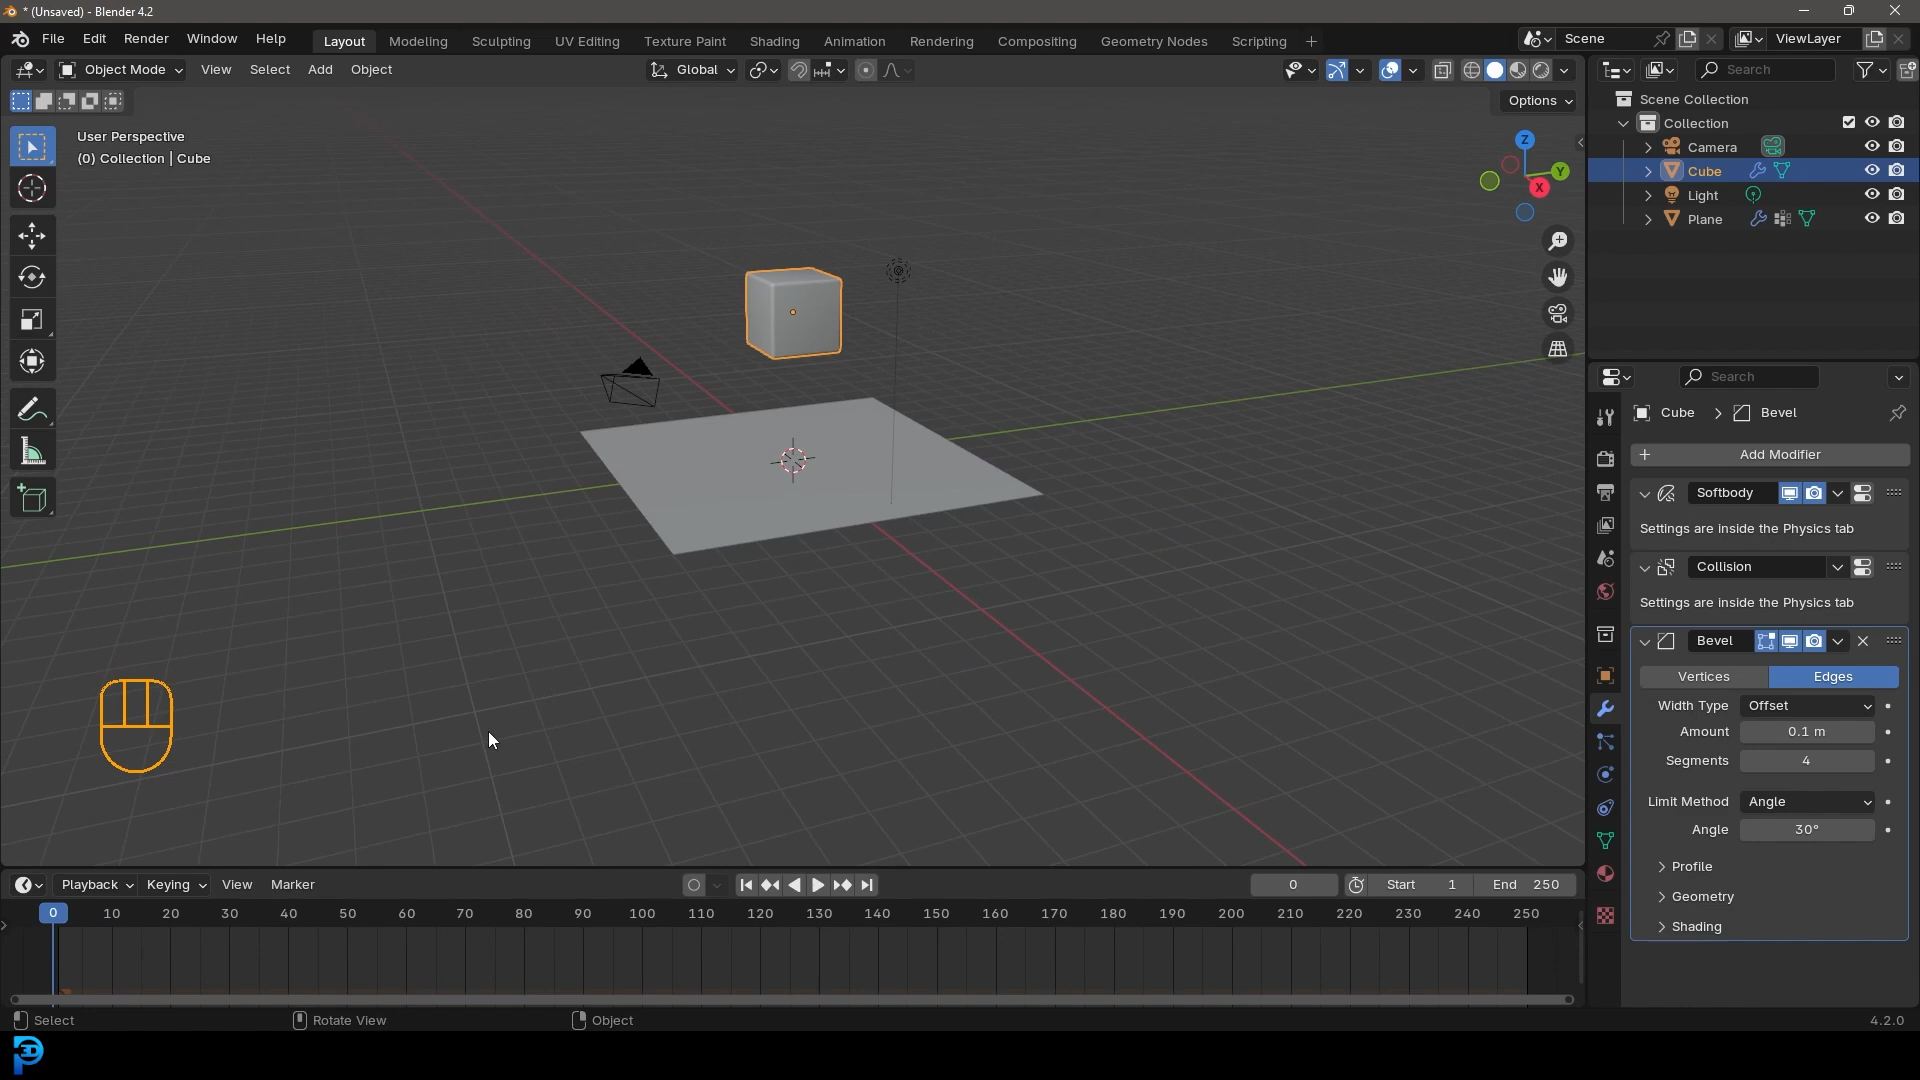 * (Unsaved) - Blender 4.2
File Edit Render Window Help
Layout Modeling Sculpting UV Editing Texture Paint Shading Animation Rendering Compositing Geometry Nodes Scripting +
Scene
ViewLayer
Object Mode View Select Add Object
Global
Search
Options
User Perspective
(0) Collection | Cube
Z
Y
X
Scene Collection
Collection
Camera
Cube
Light
Plane
Search
Cube > Bevel
+ Add Modifier
Softbody
Settings are inside the Physics tab
Collision
Settings are inside the Physics tab
Bevel
Vertices Edges
Width Type Offset
Amount 0.1 m
Segments 4
Limit Method Angle
Angle 30°
Profile
Geometry
Shading
Playback Keying View Marker
0
Start 1
End 250
0 10 20 30 40 50 60 70 80 90 100 110 120 130 140 150 160 170 180 190 200 210 220 230 240 250
Select
Rotate View
Object
4.2.0